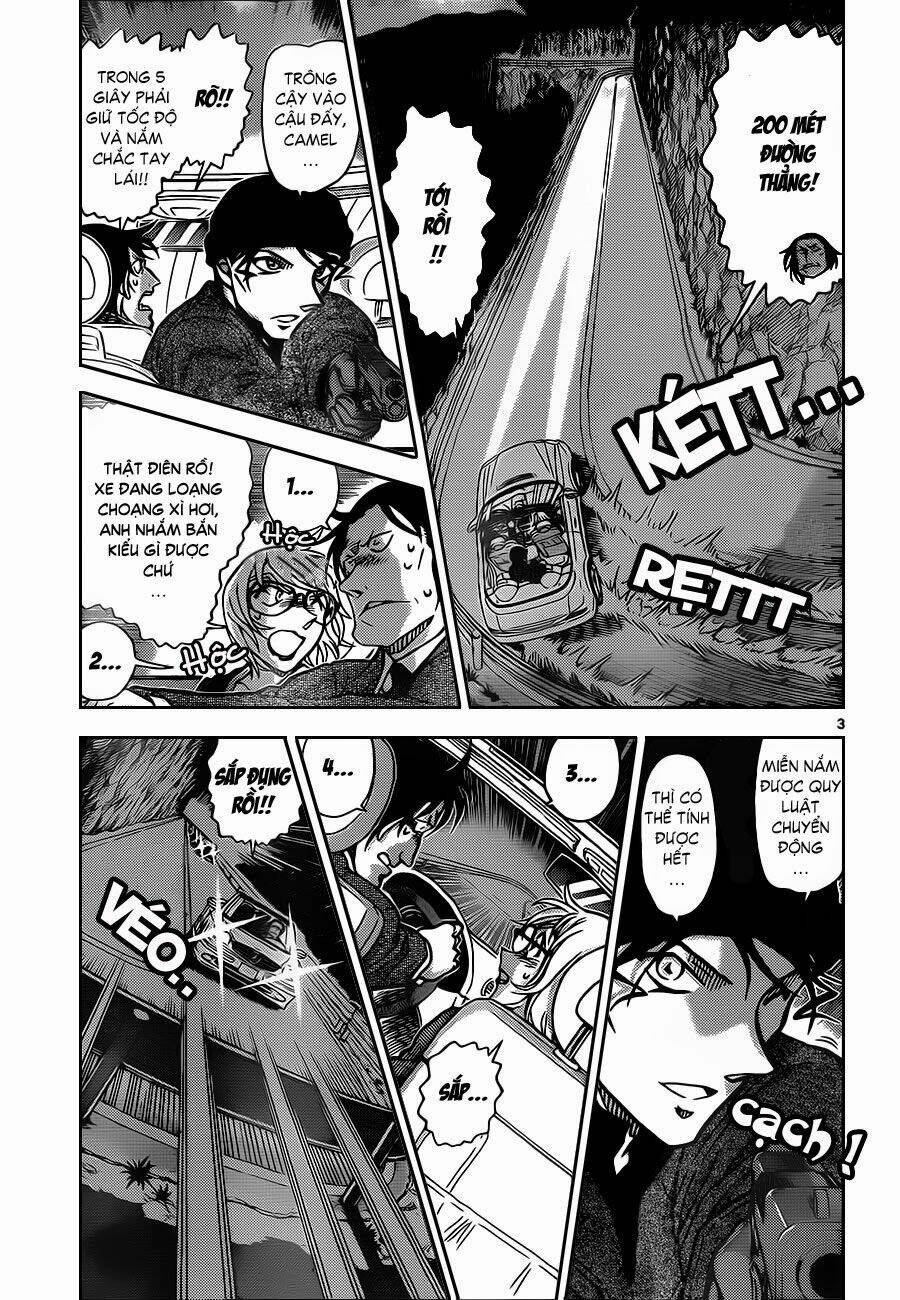 200 MÉT
ĐƯỜNG
THẲNG!
TỚI
RỒI
!!
KÉTT...
RẸTTT
TRÔNG
CẬY VÀO
CẬU ĐẤY,
CAMEL
...
RÕ!!
TRONG 5
GIÂY PHẢI
GIỮ TỐC ĐỘ
VÀ NẮM
CHẮC TAY
LÁI!!
1...
THẬT ĐIÊN RỒ!
XE ĐANG LOẠNG
CHOẠNG XÌ HƠI,
ANH NHẮM BẮN
KIỂU GÌ ĐƯỢC
CHỨ
...
HỘC
HỘC
2...
3
MIỄN NẮM
ĐƯỢC QUY
LUẬT
CHUYỂN
ĐỘNG
...
THÌ CÓ
THỂ TÍNH
ĐƯỢC
HẾT
...
CẠCH!
3...
4...
SẮP...
SẮP ĐỤNG
RỒI!!
VÉO..